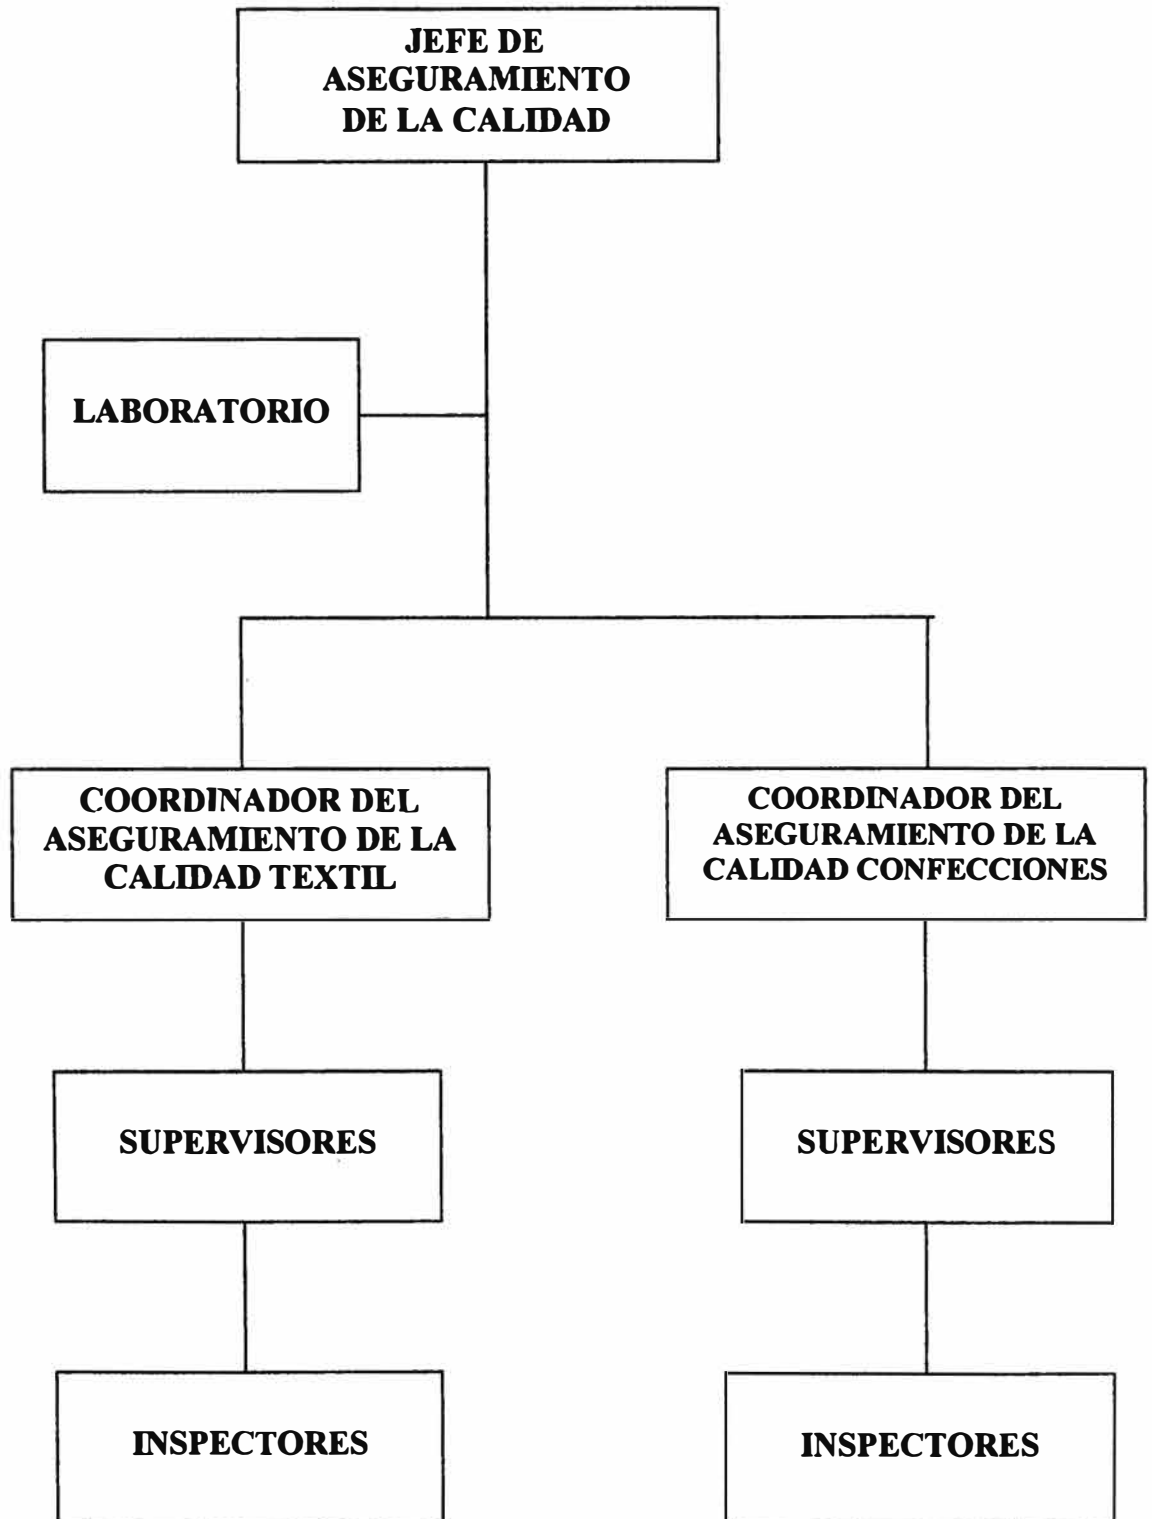 JEFE DE
ASEGURAMIENTO
DE LA CALIDAD
LABORATORIO
COORDINADOR DEL
ASEGURAMIENTO DE LA
CALIDAD TEXTIL
COORDINADOR DEL
ASEGURAMIENTO DE LA
CALIDAD CONFECCIONES
SUPERVISORES
SUPERVISORES
INSPECTORES
INSPECTORES